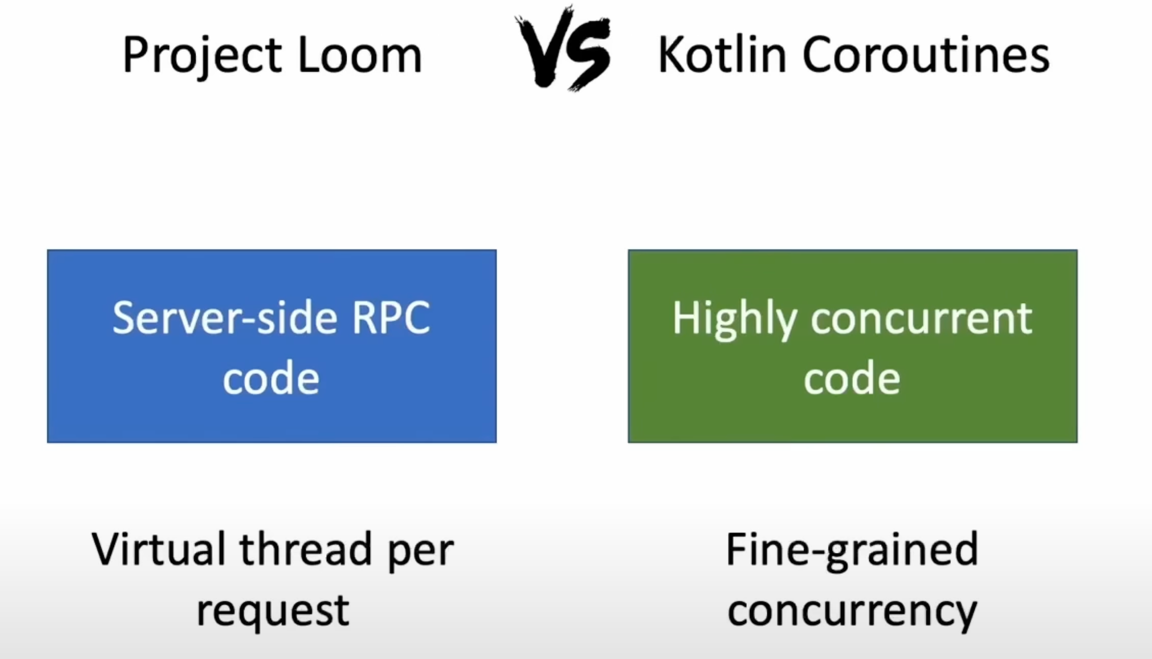 Project Loom VS Kotlin Coroutines
Server-side RPC
code
Highly concurrent
code
Virtual thread per
request
Fine-grained
concurrency